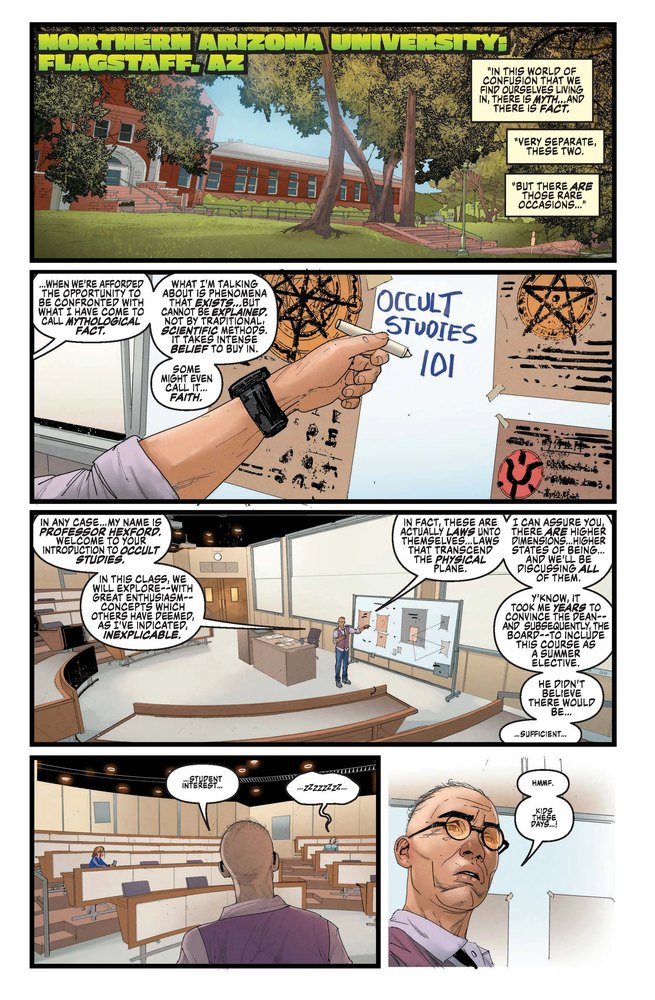 NORTHERN ARIZONA UNIVERSITY;
FLAGSTAFF, AZ
"IN THIS WORLD OF
CONFUSION THAT WE
FIND OURSELVES LIVING
IN, THERE IS MYTH...AND
THERE IS FACT.
"VERY SEPARATE,
THESE TWO.
"BUT THERE ARE
THOSE RARE
OCCASIONS..."
...WHEN WE'RE AFFORDED
THE OPPORTUNITY TO
BE CONFRONTED WITH
WHAT I HAVE COME TO
CALL MYTHOLOGICAL
FACT.
WHAT I'M TALKING
ABOUT IS PHENOMENA
THAT EXISTS...BUT
CANNOT BE EXPLAINED,
NOT BY TRADITIONAL,
SCIENTIFIC METHODS.
IT TAKES INTENSE
BELIEF TO BUY IN.
SOME
MIGHT EVEN
CALL IT...
FAITH.
OCCULT
STUDIES
101
IN ANY CASE...MY NAME IS
PROFESSOR HEXFORD.
WELCOME TO YOUR
INTRODUCTION TO OCCULT
STUDIES.
IN THIS CLASS, WE
WILL EXPLORE--WITH
GREAT ENTHUSIASM--
CONCEPTS WHICH
OTHERS HAVE DEEMED,
AS I'VE INDICATED,
INEXPLICABLE.
IN FACT, THESE ARE
ACTUALLY LAWS UNTO
THEMSELVES...LAWS
THAT TRANSCEND
THE PHYSICAL
PLANE.
I CAN ASSURE YOU,
THERE ARE HIGHER
DIMENSIONS...HIGHER
STATES OF BEING...
AND WE'LL BE
DISCUSSING ALL
OF THEM.
Y'KNOW, IT
TOOK ME YEARS TO
CONVINCE THE DEAN--
AND SUBSEQUENTLY, THE
BOARD--TO INCLUDE
THIS COURSE AS
A SUMMER
ELECTIVE.
HE DIDN'T
BELIEVE
THERE WOULD
BE...
...SUFFICIENT...
...STUDENT
INTEREST...
...ZZZZZZZ...
HMMF.
KIDS
THESE
DAYS...!